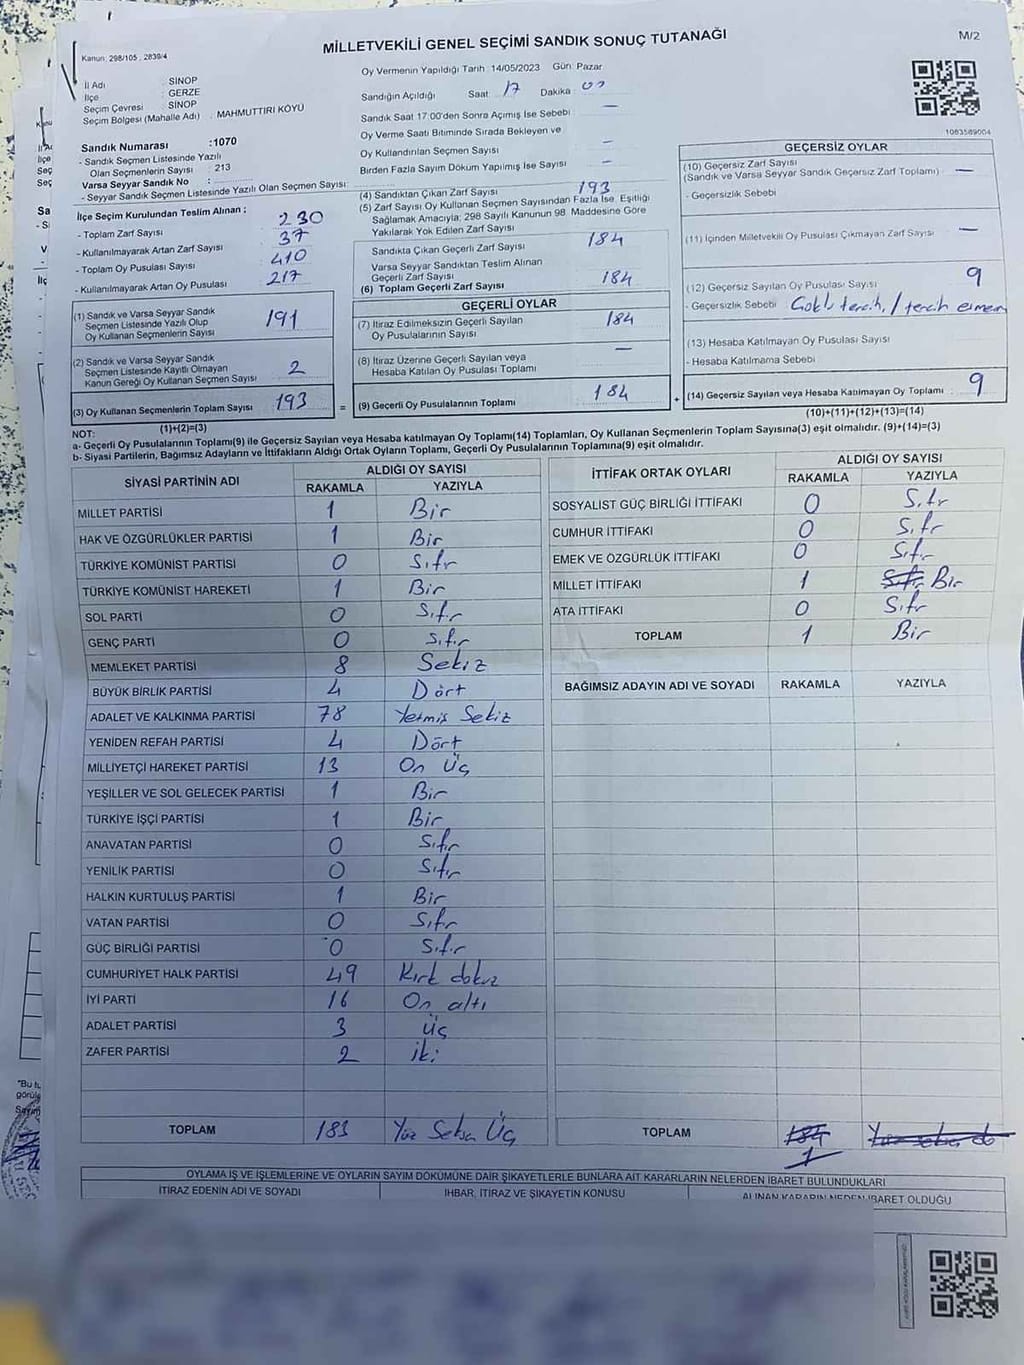 Kanun: 298/105 , 2839/4
MİLLETVEKİLİ GENEL SEÇİMİ SANDIK SONUÇ TUTANAĞI
M/2
İl Adı : SİNOP
İlçe : GERZE
Seçim Çevresi : SİNOP
Seçim Bölgesi (Mahalle Adı) : MAHMUTTIRI KÖYÜ
Sandık Numarası :1070
- Sandık Seçmen Listesinde Yazılı
Olan Seçmenlerin Sayısı : 213
Varsa Seyyar Sandık No :
- Seyyar Sandık Seçmen Listesinde Yazılı Olan Seçmen Sayısı:
İlçe Seçim Kurulundan Teslim Alınan :
- Toplam Zarf Sayısı 230
- Kullanılmayarak Artan Zarf Sayısı 37
- Toplam Oy Pusulası Sayısı 410
- Kullanılmayarak Artan Oy Pusulası 217
(1) Sandık ve Varsa Seyyar Sandık
Seçmen Listesinde Yazılı Olup
Oy Kullanan Seçmenlerin Sayısı 191
(2) Sandık ve Varsa Seyyar Sandık
Seçmen Listesinde Kayıtlı Olmayan
Kanun Gereği Oy Kullanan Seçmen Sayısı 2
(3) Oy Kullanan Seçmenlerin Toplam Sayısı 193
(1)+(2)=(3)
Oy Vermenin Yapıldığı Tarih: 14/05/2023 Gün: Pazar
Sandığın Açıldığı Saat: 17 Dakika: 00
Sandık Saat 17:00'den Sonra Açılmış İse Sebebi —
Oy Verme Saati Bitiminde Sırada Bekleyen ve
Oy Kullandırılan Seçmen Sayısı —
Birden Fazla Sayım Döküm Yapılmış İse Sayısı —
(4) Sandıktan Çıkan Zarf Sayısı 193
(5) Zarf Sayısı Oy Kullanan Seçmen Sayısından Fazla İse, Eşitliği
Sağlamak Amacıyla; 298 Sayılı Kanunun 98. Maddesine Göre
Yakılarak Yok Edilen Zarf Sayısı
Sandıkta Çıkan Geçerli Zarf Sayısı 184
Varsa Seyyar Sandıktan Teslim Alınan
Geçerli Zarf Sayısı
(6) Toplam Geçerli Zarf Sayısı 184
GEÇERLİ OYLAR
(7) İtiraz Edilmeksizin Geçerli Sayılan
Oy Pusulalarının Sayısı 184
(8) İtiraz Üzerine Geçerli Sayılan veya
Hesaba Katılan Oy Pusulası Toplamı —
= (9) Geçerli Oy Pusulalarının Toplamı 184 +
1083589004
GEÇERSİZ OYLAR
(10) Geçersiz Zarf Sayısı
(Sandık ve Varsa Seyyar Sandık Geçersiz Zarf Toplamı) —
- Geçersizlik Sebebi
(11) İçinden Milletvekili Oy Pusulası Çıkmayan Zarf Sayısı —
(12) Geçersiz Sayılan Oy Pusulası Sayısı 9
- Geçersizlik Sebebi Çoklu tercih, / tercih etmeme
(13) Hesaba Katılmayan Oy Pusulası Sayısı
- Hesaba Katılmama Sebebi
(14) Geçersiz Sayılan veya Hesaba Katılmayan Oy Toplamı 9
(10)+(11)+(12)+(13)=(14)
NOT:
a- Geçerli Oy Pusulalarının Toplamı(9) ile Geçersiz Sayılan veya Hesaba katılmayan Oy Toplamı(14) Toplamları, Oy Kullanan Seçmenlerin Toplam Sayısına(3) eşit olmalıdır. (9)+(14)=(3)
b- Siyasi Partilerin, Bağımsız Adayların ve İttifakların Aldığı Ortak Oyların Toplamı, Geçerli Oy Pusulalarının Toplamına(9) eşit olmalıdır.
SİYASİ PARTİNİN ADI ALDIĞI OY SAYISI
RAKAMLA YAZIYLA
MİLLET PARTİSİ 1 Bir
HAK VE ÖZGÜRLÜKLER PARTİSİ 1 Bir
TÜRKİYE KOMÜNİST PARTİSİ 0 Sıfır
TÜRKİYE KOMÜNİST HAREKETİ 1 Bir
SOL PARTİ 0 Sıfır
GENÇ PARTİ 0 Sıfır
MEMLEKET PARTİSİ 8 Sekiz
BÜYÜK BİRLİK PARTİSİ 4 Dört
ADALET VE KALKINMA PARTİSİ 78 Yetmiş Sekiz
YENİDEN REFAH PARTİSİ 4 Dört
MİLLİYETÇİ HAREKET PARTİSİ 13 On Üç
YEŞİLLER VE SOL GELECEK PARTİSİ 1 Bir
TÜRKİYE İŞÇİ PARTİSİ 1 Bir
ANAVATAN PARTİSİ 0 Sıfır
YENİLİK PARTİSİ 0 Sıfır
HALKIN KURTULUŞ PARTİSİ 1 Bir
VATAN PARTİSİ 0 Sıfır
GÜÇ BİRLİĞİ PARTİSİ 0 Sıfır
CUMHURİYET HALK PARTİSİ 49 Kırk dokuz
İYİ PARTİ 16 On altı
ADALET PARTİSİ 3 Üç
ZAFER PARTİSİ 2 iki
TOPLAM 183 Yüz Seksen Üç
İTTİFAK ORTAK OYLARI ALDIĞI OY SAYISI
RAKAMLA YAZIYLA
SOSYALİST GÜÇ BİRLİĞİ İTTİFAKI 0 Sıfır
CUMHUR İTTİFAKI 0 Sıfır
EMEK VE ÖZGÜRLÜK İTTİFAKI 0 Sıfır
MİLLET İTTİFAKI 1 Sıfır Bir
ATA İTTİFAKI 0 Sıfır
TOPLAM 1 Bir
BAĞIMSIZ ADAYIN ADI VE SOYADI RAKAMLA YAZIYLA
TOPLAM 184
1
OYLAMA İŞ VE İŞLEMLERİNE VE OYLARIN SAYIM DÖKÜMÜNE DAİR ŞİKAYETLERLE BUNLARA AİT KARARLARIN NELERDEN İBARET BULUNDUKLARI
İTİRAZ EDENİN ADI VE SOYADI İHBAR, İTİRAZ VE ŞİKAYETİN KONUSU ALINAN KARARIN NEDEN İBARET OLDUĞU